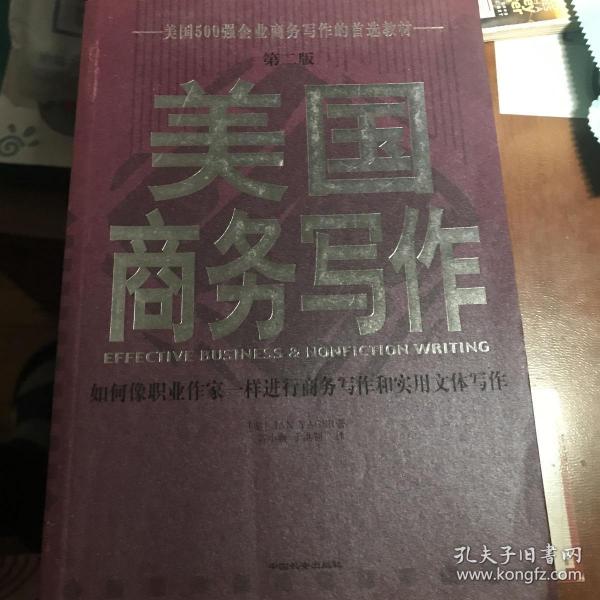 美国500强企业商务写作的首选教材
第二版
美国
商务写作
EFFECTIVE BUSINESS & NONFICTION WRITING
如何像职业作家一样进行商务写作和实用文体写作
孔夫子旧书网
www.kongfz.com